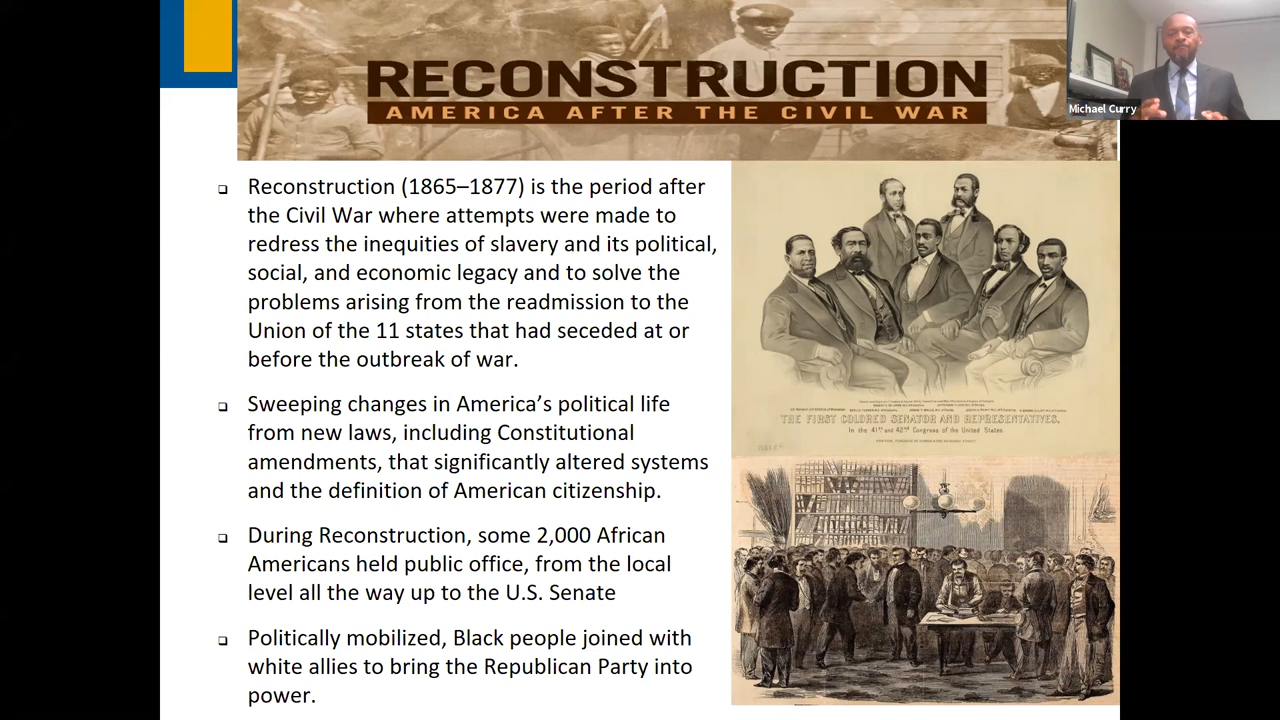 RECONSTRUCTION
AMERICA AFTER THE CIVIL WAR
Michael Curry
❑ Reconstruction (1865–1877) is the period after
the Civil War where attempts were made to
redress the inequities of slavery and its political,
social, and economic legacy and to solve the
problems arising from the readmission to the
Union of the 11 states that had seceded at or
before the outbreak of war.
❑ Sweeping changes in America’s political life
from new laws, including Constitutional
amendments, that significantly altered systems
and the definition of American citizenship.
❑ During Reconstruction, some 2,000 African
Americans held public office, from the local
level all the way up to the U.S. Senate
❑ Politically mobilized, Black people joined with
white allies to bring the Republican Party into
power.
THE FIRST COLORED SENATOR AND REPRESENTATIVES.
In the 41st and 42nd Congress of the United States.